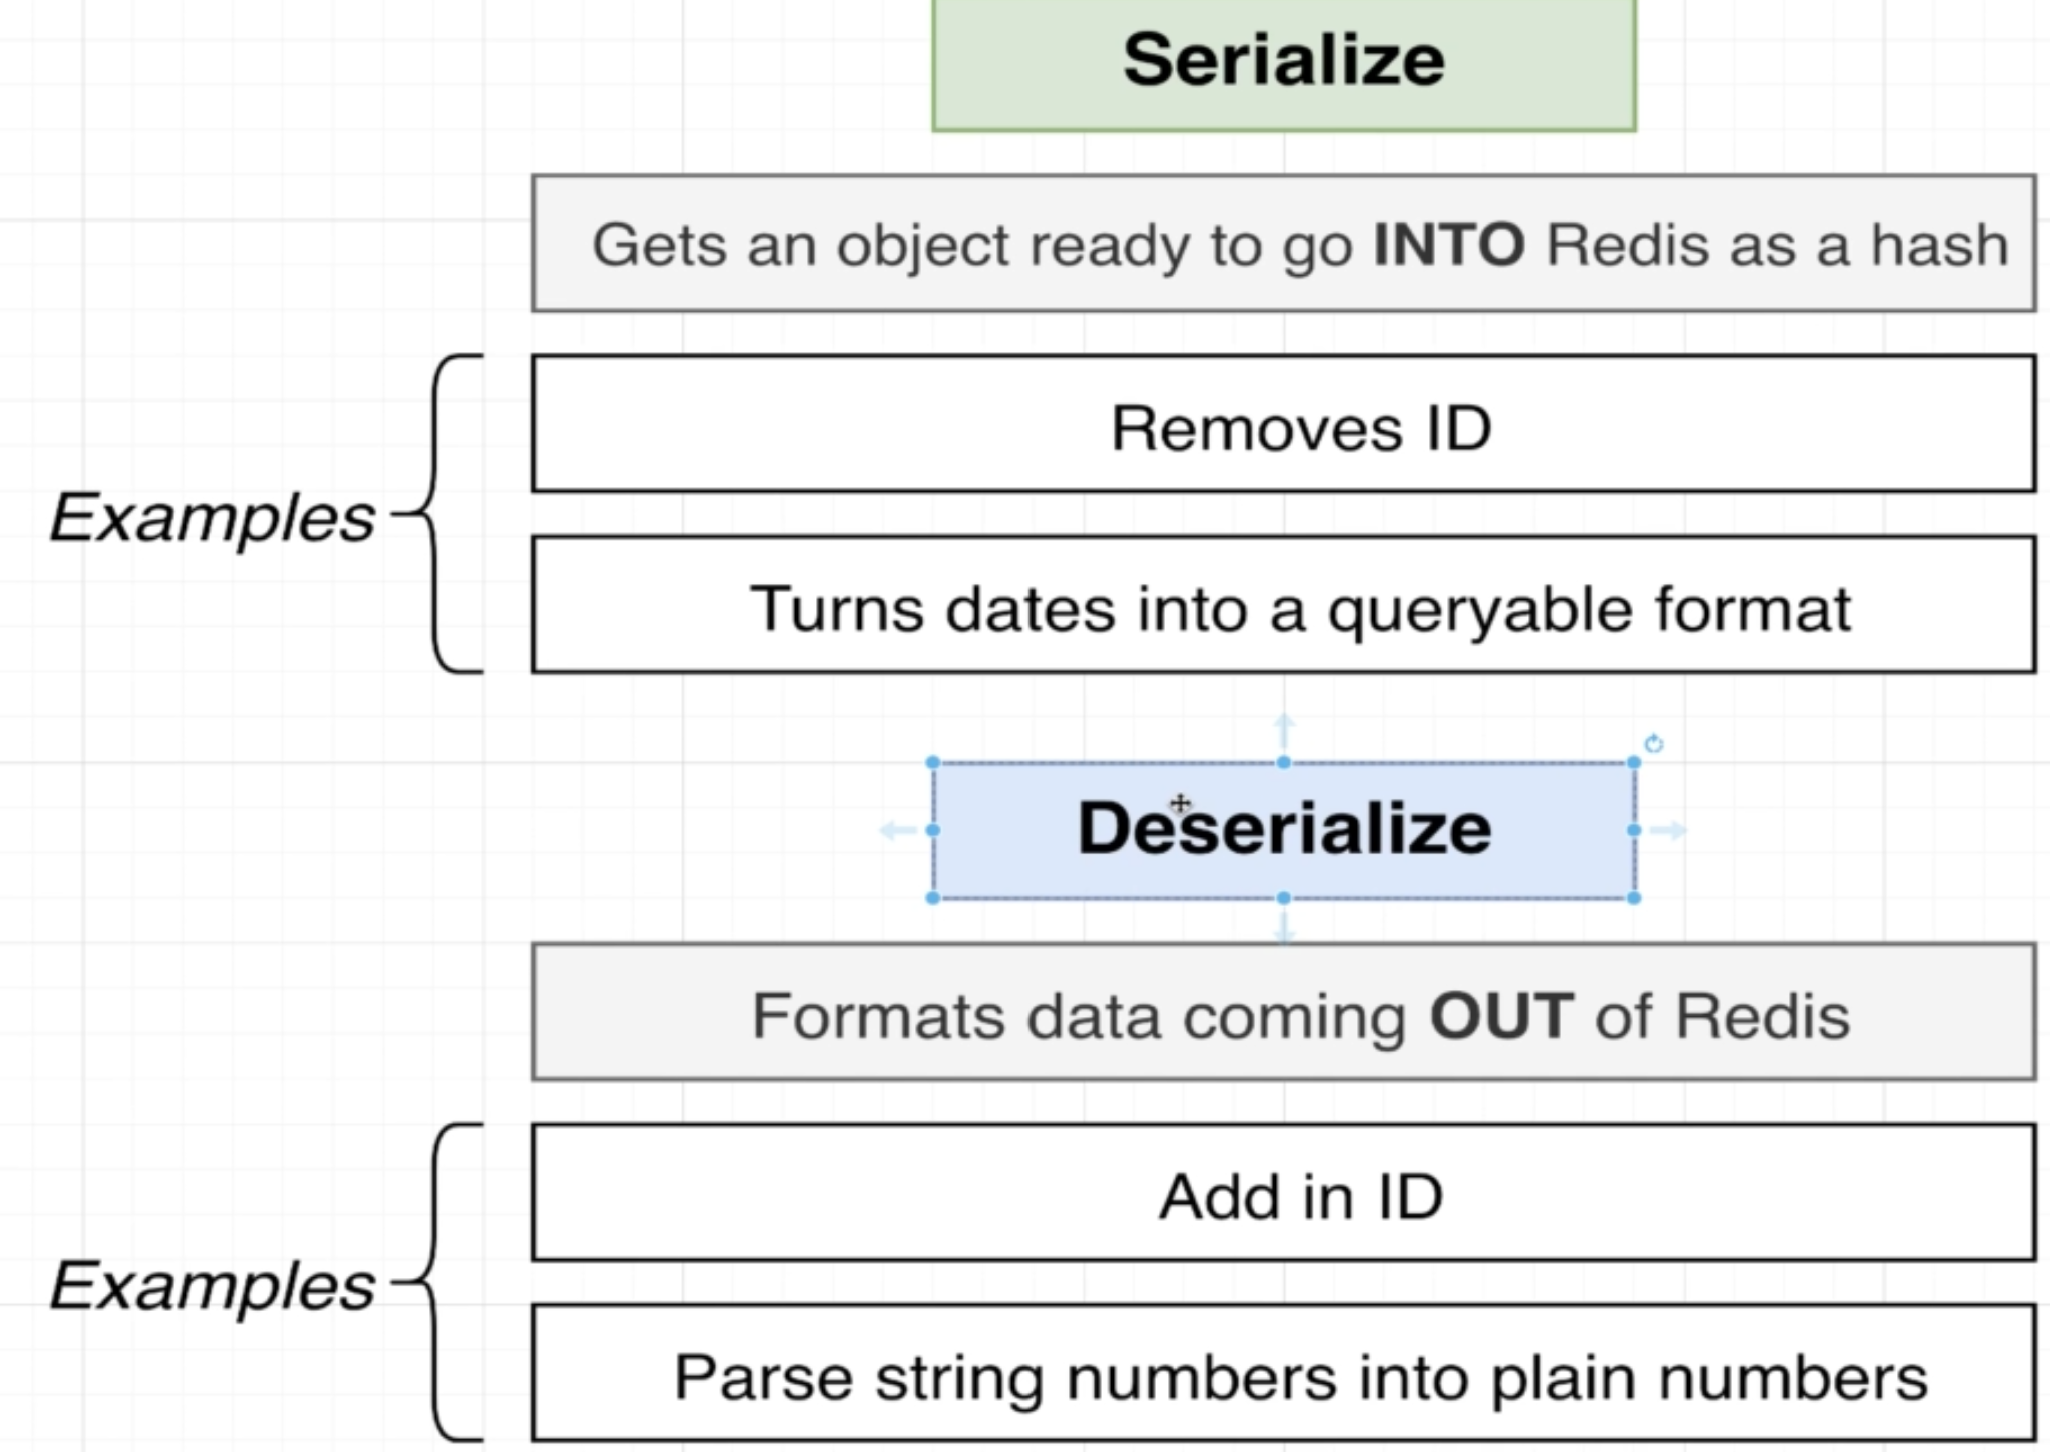 Serialize
Gets an object ready to go INTO Redis as a hash
Examples
Removes ID
Turns dates into a queryable format
Deserialize
Formats data coming OUT of Redis
Examples
Add in ID
Parse string numbers into plain numbers